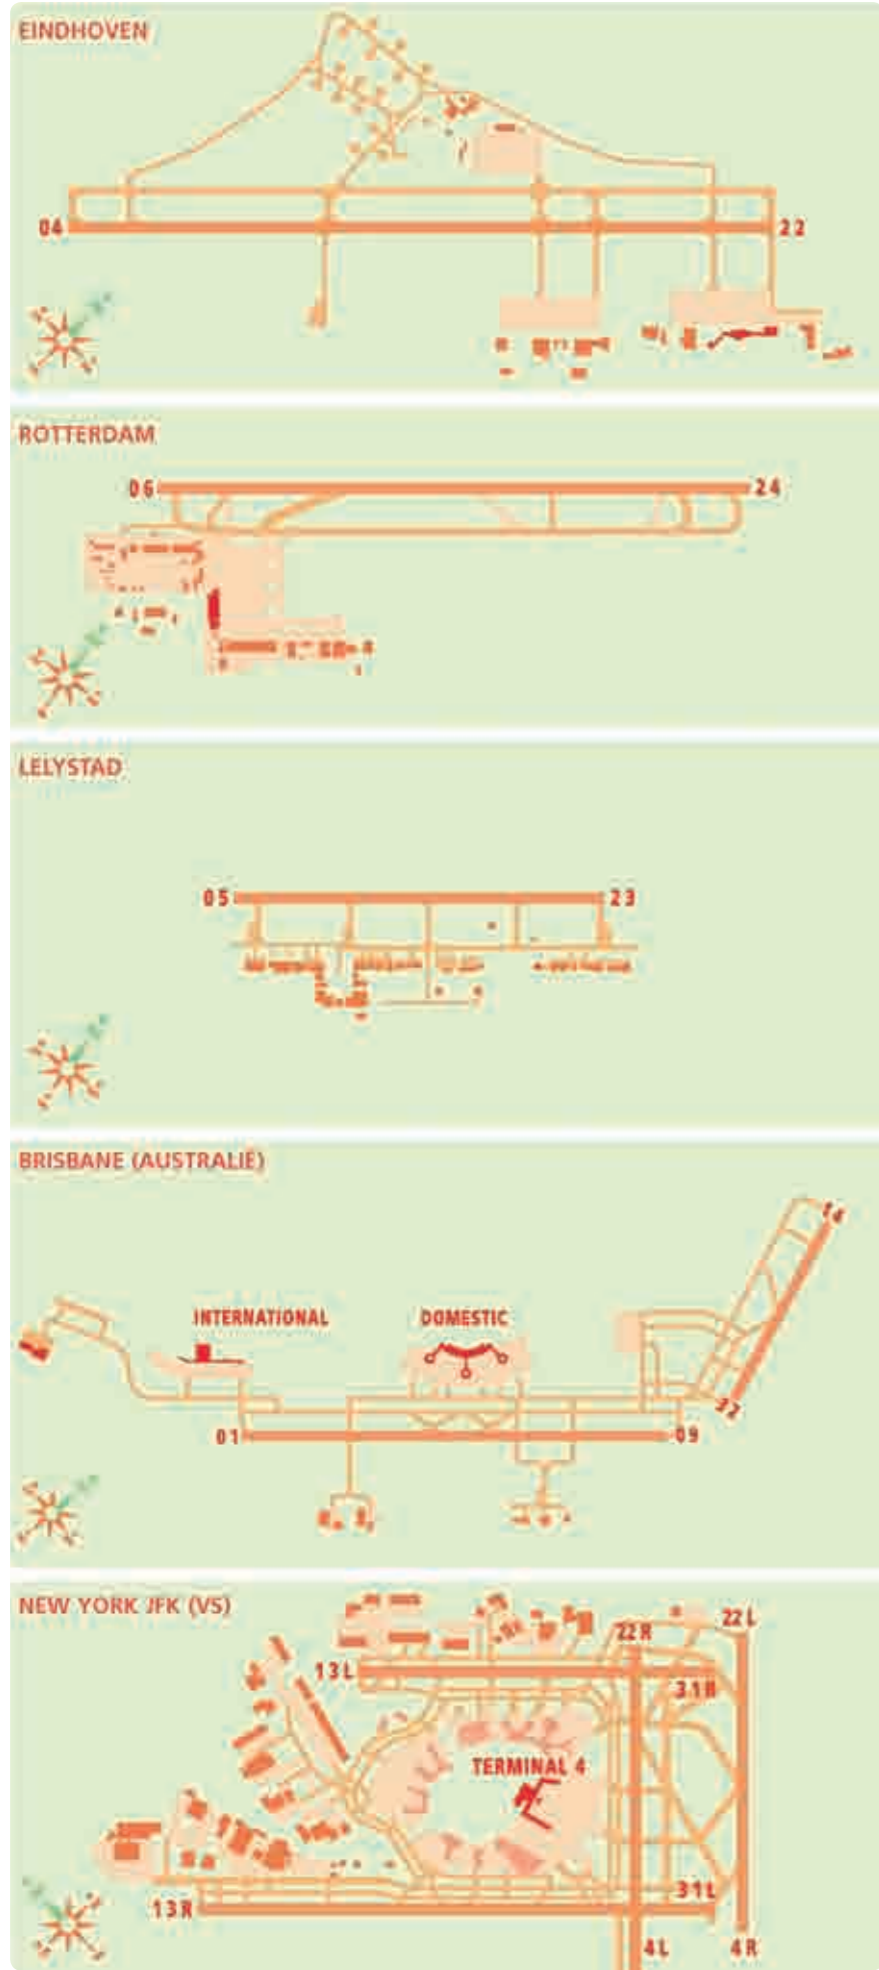 EINDHOVEN
04
22
ROTTERDAM
06
24
LELYSTAD
05
23
BRISBANE (AUSTRALIË)
14
INTERNATIONAL
DOMESTIC
32
01
09
NEW YORK JFK (VS)
22L
22R
13L
31R
TERMINAL 4
31L
13R
4L
4R